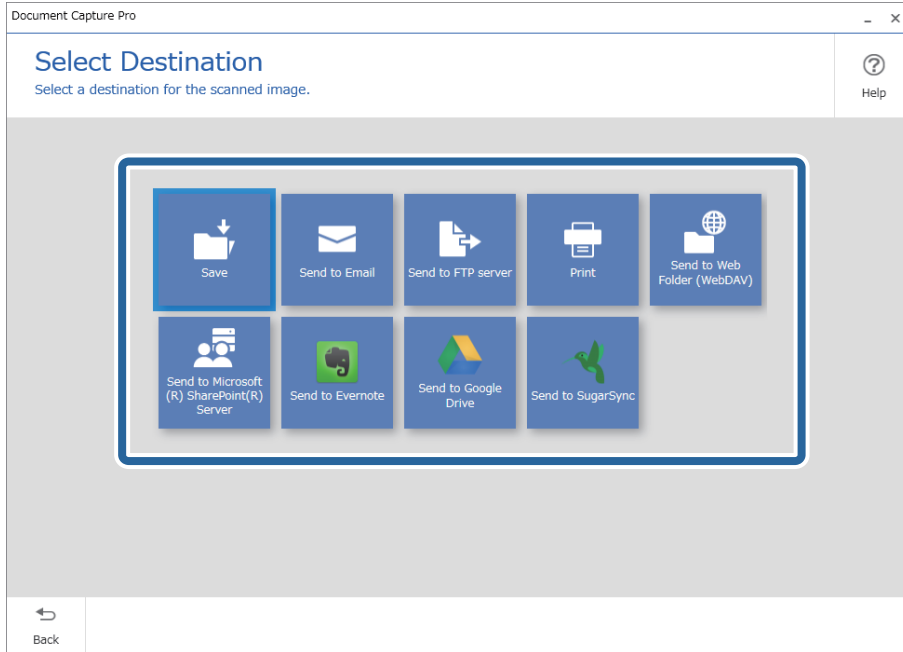 Document Capture Pro
Select Destination
Select a destination for the scanned image.
Help
Save
Send to Email
Send to FTP server
Print
Send to Web
Folder (WebDAV)
Send to Microsoft
(R) SharePoint(R)
Server
Send to Evernote
Send to Google
Drive
Send to SugarSync
Back